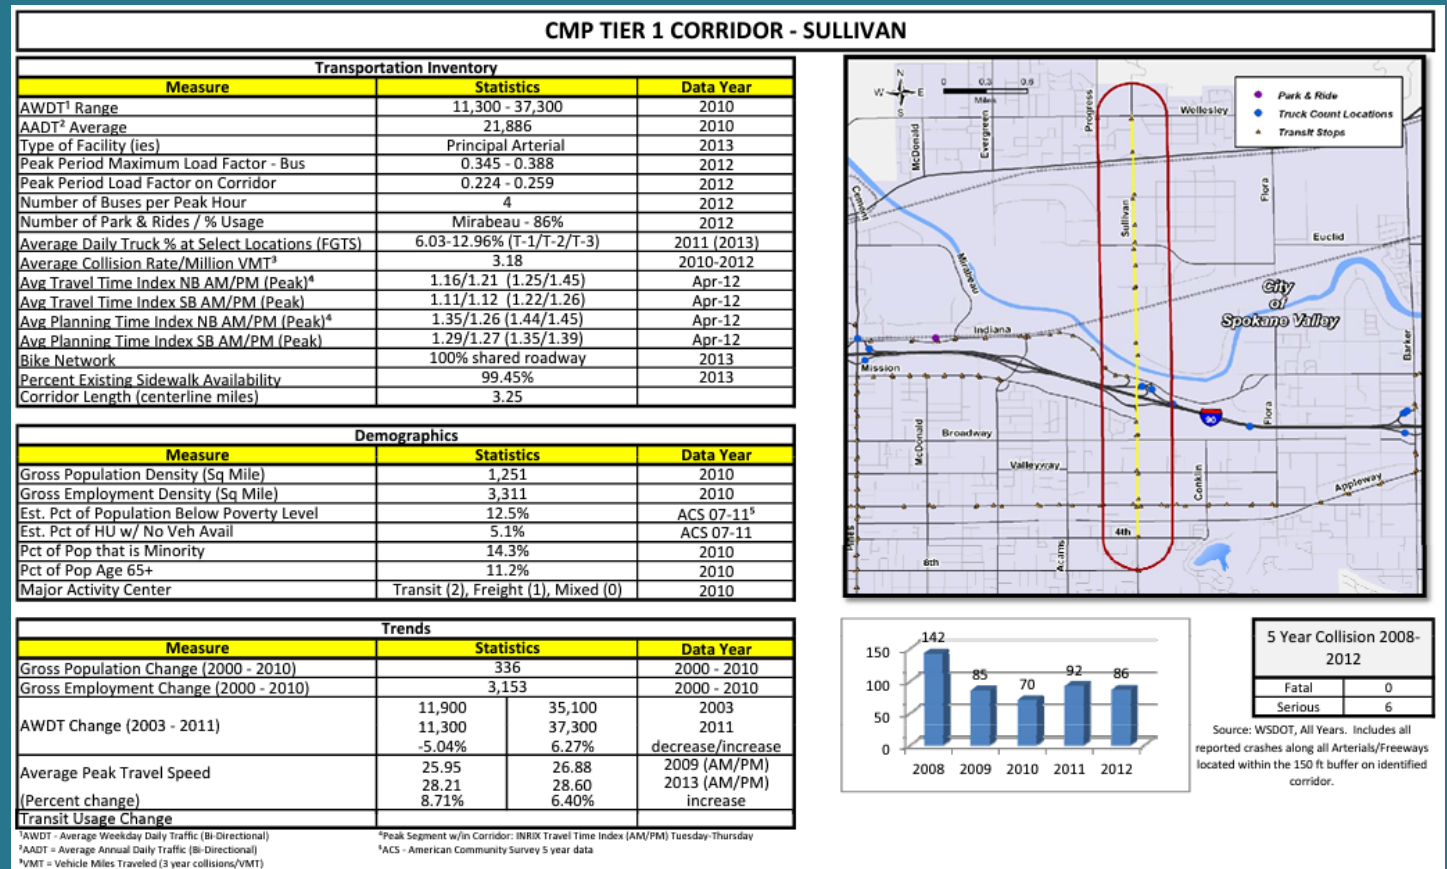 CMP TIER 1 CORRIDOR - SULLIVAN
Transportation Inventory
Measure Statistics Data Year
AWDT¹ Range 11,300 - 37,300 2010
AADT² Average 21,886 2010
Type of Facility (ies) Principal Arterial 2013
Peak Period Maximum Load Factor - Bus 0.345 - 0.388 2012
Peak Period Load Factor on Corridor 0.224 - 0.259 2012
Number of Buses per Peak Hour 4 2012
Number of Park & Rides / % Usage Mirabeau - 86% 2012
Average Daily Truck % at Select Locations (FGTS) 6.03-12.96% (T-1/T-2/T-3) 2011 (2013)
Average Collision Rate/Million VMT³ 3.18 2010-2012
Avg Travel Time Index NB AM/PM (Peak)⁴ 1.16/1.21 (1.25/1.45) Apr-12
Avg Travel Time Index SB AM/PM (Peak) 1.11/1.12 (1.22/1.26) Apr-12
Avg Planning Time Index NB AM/PM (Peak)⁴ 1.35/1.26 (1.44/1.45) Apr-12
Avg Planning Time Index SB AM/PM (Peak) 1.29/1.27 (1.35/1.39) Apr-12
Bike Network 100% shared roadway 2013
Percent Existing Sidewalk Availability 99.45% 2013
Corridor Length (centerline miles) 3.25
Demographics
Measure Statistics Data Year
Gross Population Density (Sq Mile) 1,251 2010
Gross Employment Density (Sq Mile) 3,311 2010
Est. Pct of Population Below Poverty Level 12.5% ACS 07-11⁵
Est. Pct of HU w/ No Veh Avail 5.1% ACS 07-11
Pct of Pop that is Minority 14.3% 2010
Pct of Pop Age 65+ 11.2% 2010
Major Activity Center Transit (2), Freight (1), Mixed (0) 2010
Trends
Measure Statistics Data Year
Gross Population Change (2000 - 2010) 336 2000 - 2010
Gross Employment Change (2000 - 2010) 3,153 2000 - 2010
11,900 35,100 2003
AWDT Change (2003 - 2011) 11,300 37,300 2011
-5.04% 6.27% decrease/increase
Average Peak Travel Speed 25.95 26.88 2009 (AM/PM)
28.21 28.60 2013 (AM/PM)
(Percent change) 8.71% 6.40% increase
Transit Usage Change
¹AWDT - Average Weekday Daily Traffic (Bi-Directional)
²AADT = Average Annual Daily Traffic (Bi-Directional)
³VMT = Vehicle Miles Traveled (3 year collisions/VMT)
⁴Peak Segment w/in Corridor: INRIX Travel Time Index (AM/PM) Tuesday-Thursday
⁵ACS - American Community Survey 5 year data
N
W E
S
0 0.3 0.6
Miles
Park & Ride
Truck Count Locations
Transit Stops
Progress
Wellesley
McDonald
Evergreen
Cement
Sullivan
Flora
Euclid
Mirabeau
City
of
Spokane Valley
Indiana
Barker
Mission
90
Flora
McDonald
Broadway
Valleyway
Conklin
Appleway
4th
Pines
Adams
8th
142
85
70
92
86
150
100
50
0
2008 2009 2010 2011 2012
5 Year Collision 2008-
2012
Fatal 0
Serious 6
Source: WSDOT, All Years. Includes all
reported crashes along all Arterials/Freeways
located within the 150 ft buffer on identified
corridor.